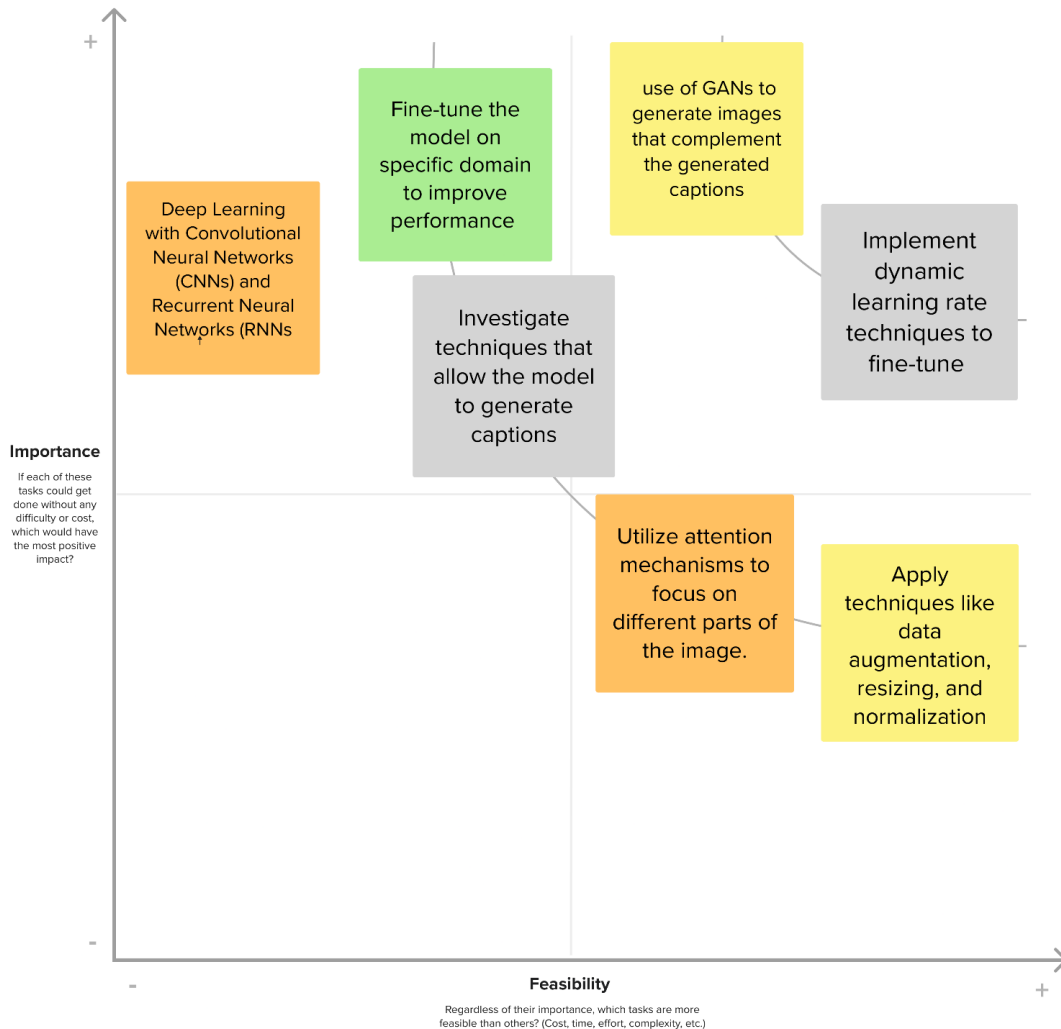 +
Fine-tune the
model on
specific domain
to improve
performance
use of GANs to
generate images
that complement
the generated
captions
Deep Learning
with Convolutional
Neural Networks
(CNNs) and
Recurrent Neural
Networks (RNNs
Implement
dynamic
learning rate
techniques to
fine-tune
Investigate
techniques that
allow the model
to generate
captions
Importance
If each of these
tasks could get
done without any
difficulty or cost,
which would have
the most positive
impact?
Utilize attention
mechanisms to
focus on
different parts of
the image.
Apply
techniques like
data
augmentation,
resizing, and
normalization
-
-
Feasibility
+
Regardless of their importance, which tasks are more
feasible than others? (Cost, time, effort, complexity, etc.)